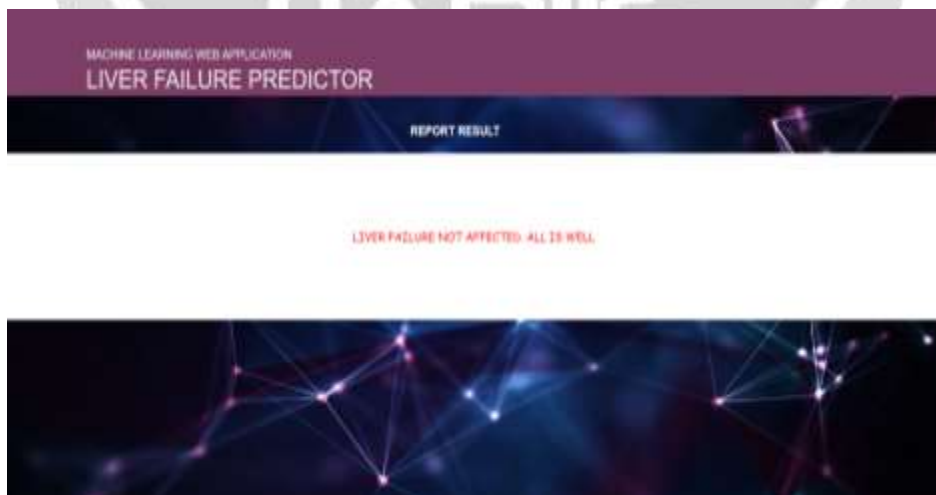 MACHINE LEARNING WEB APPLICATION
LIVER FAILURE PREDICTOR
REPORT RESULT
LIVER FAILURE NOT AFFECTED. ALL IS WELL